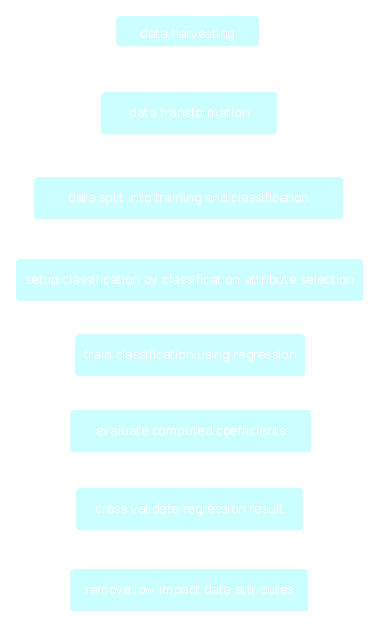 data harvesting
data transformation
data split into training and classification
setup classification by classification attribute selection
train classification using regression
evaluate computed coefficients
cross validate regression result
remove low impact data attributes